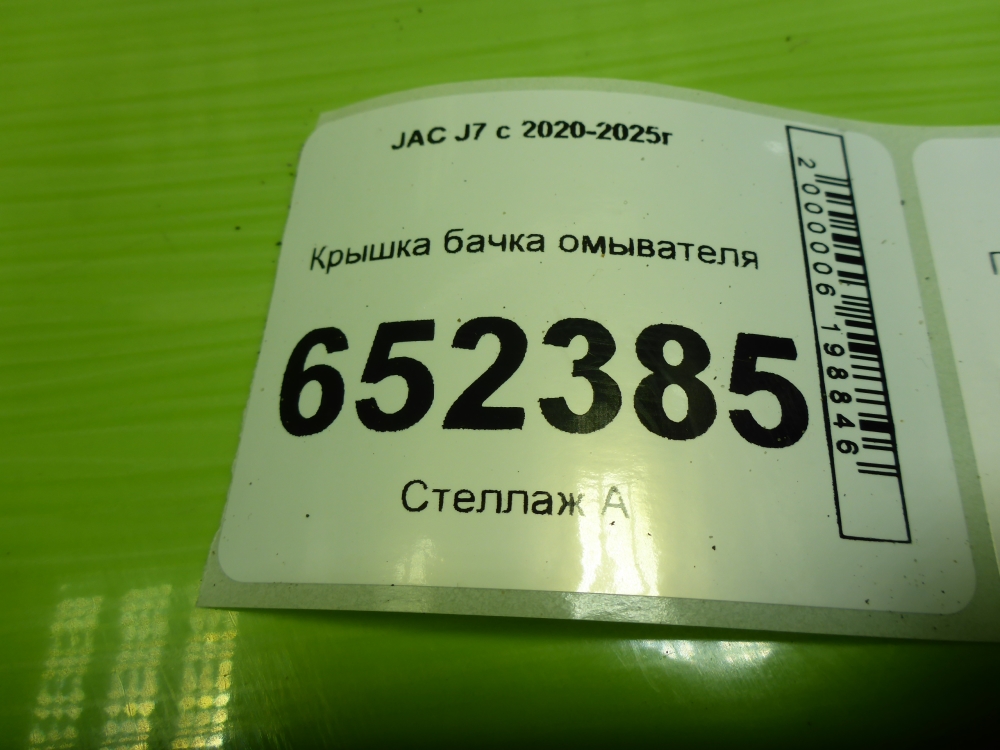 JAC J7 с 2020-2025г
Крышка бачка омывателя
652385
Стеллаж А
2000006198846